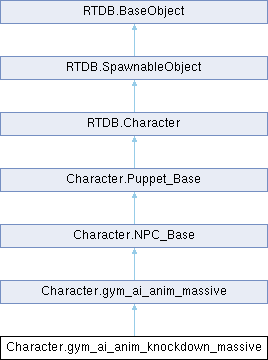 RTDB.BaseObject
RTDB.SpawnableObject
RTDB.Character
Character.Puppet_Base
Character.NPC_Base
Character.gym_ai_anim_massive
Character.gym_ai_anim_knockdown_massive